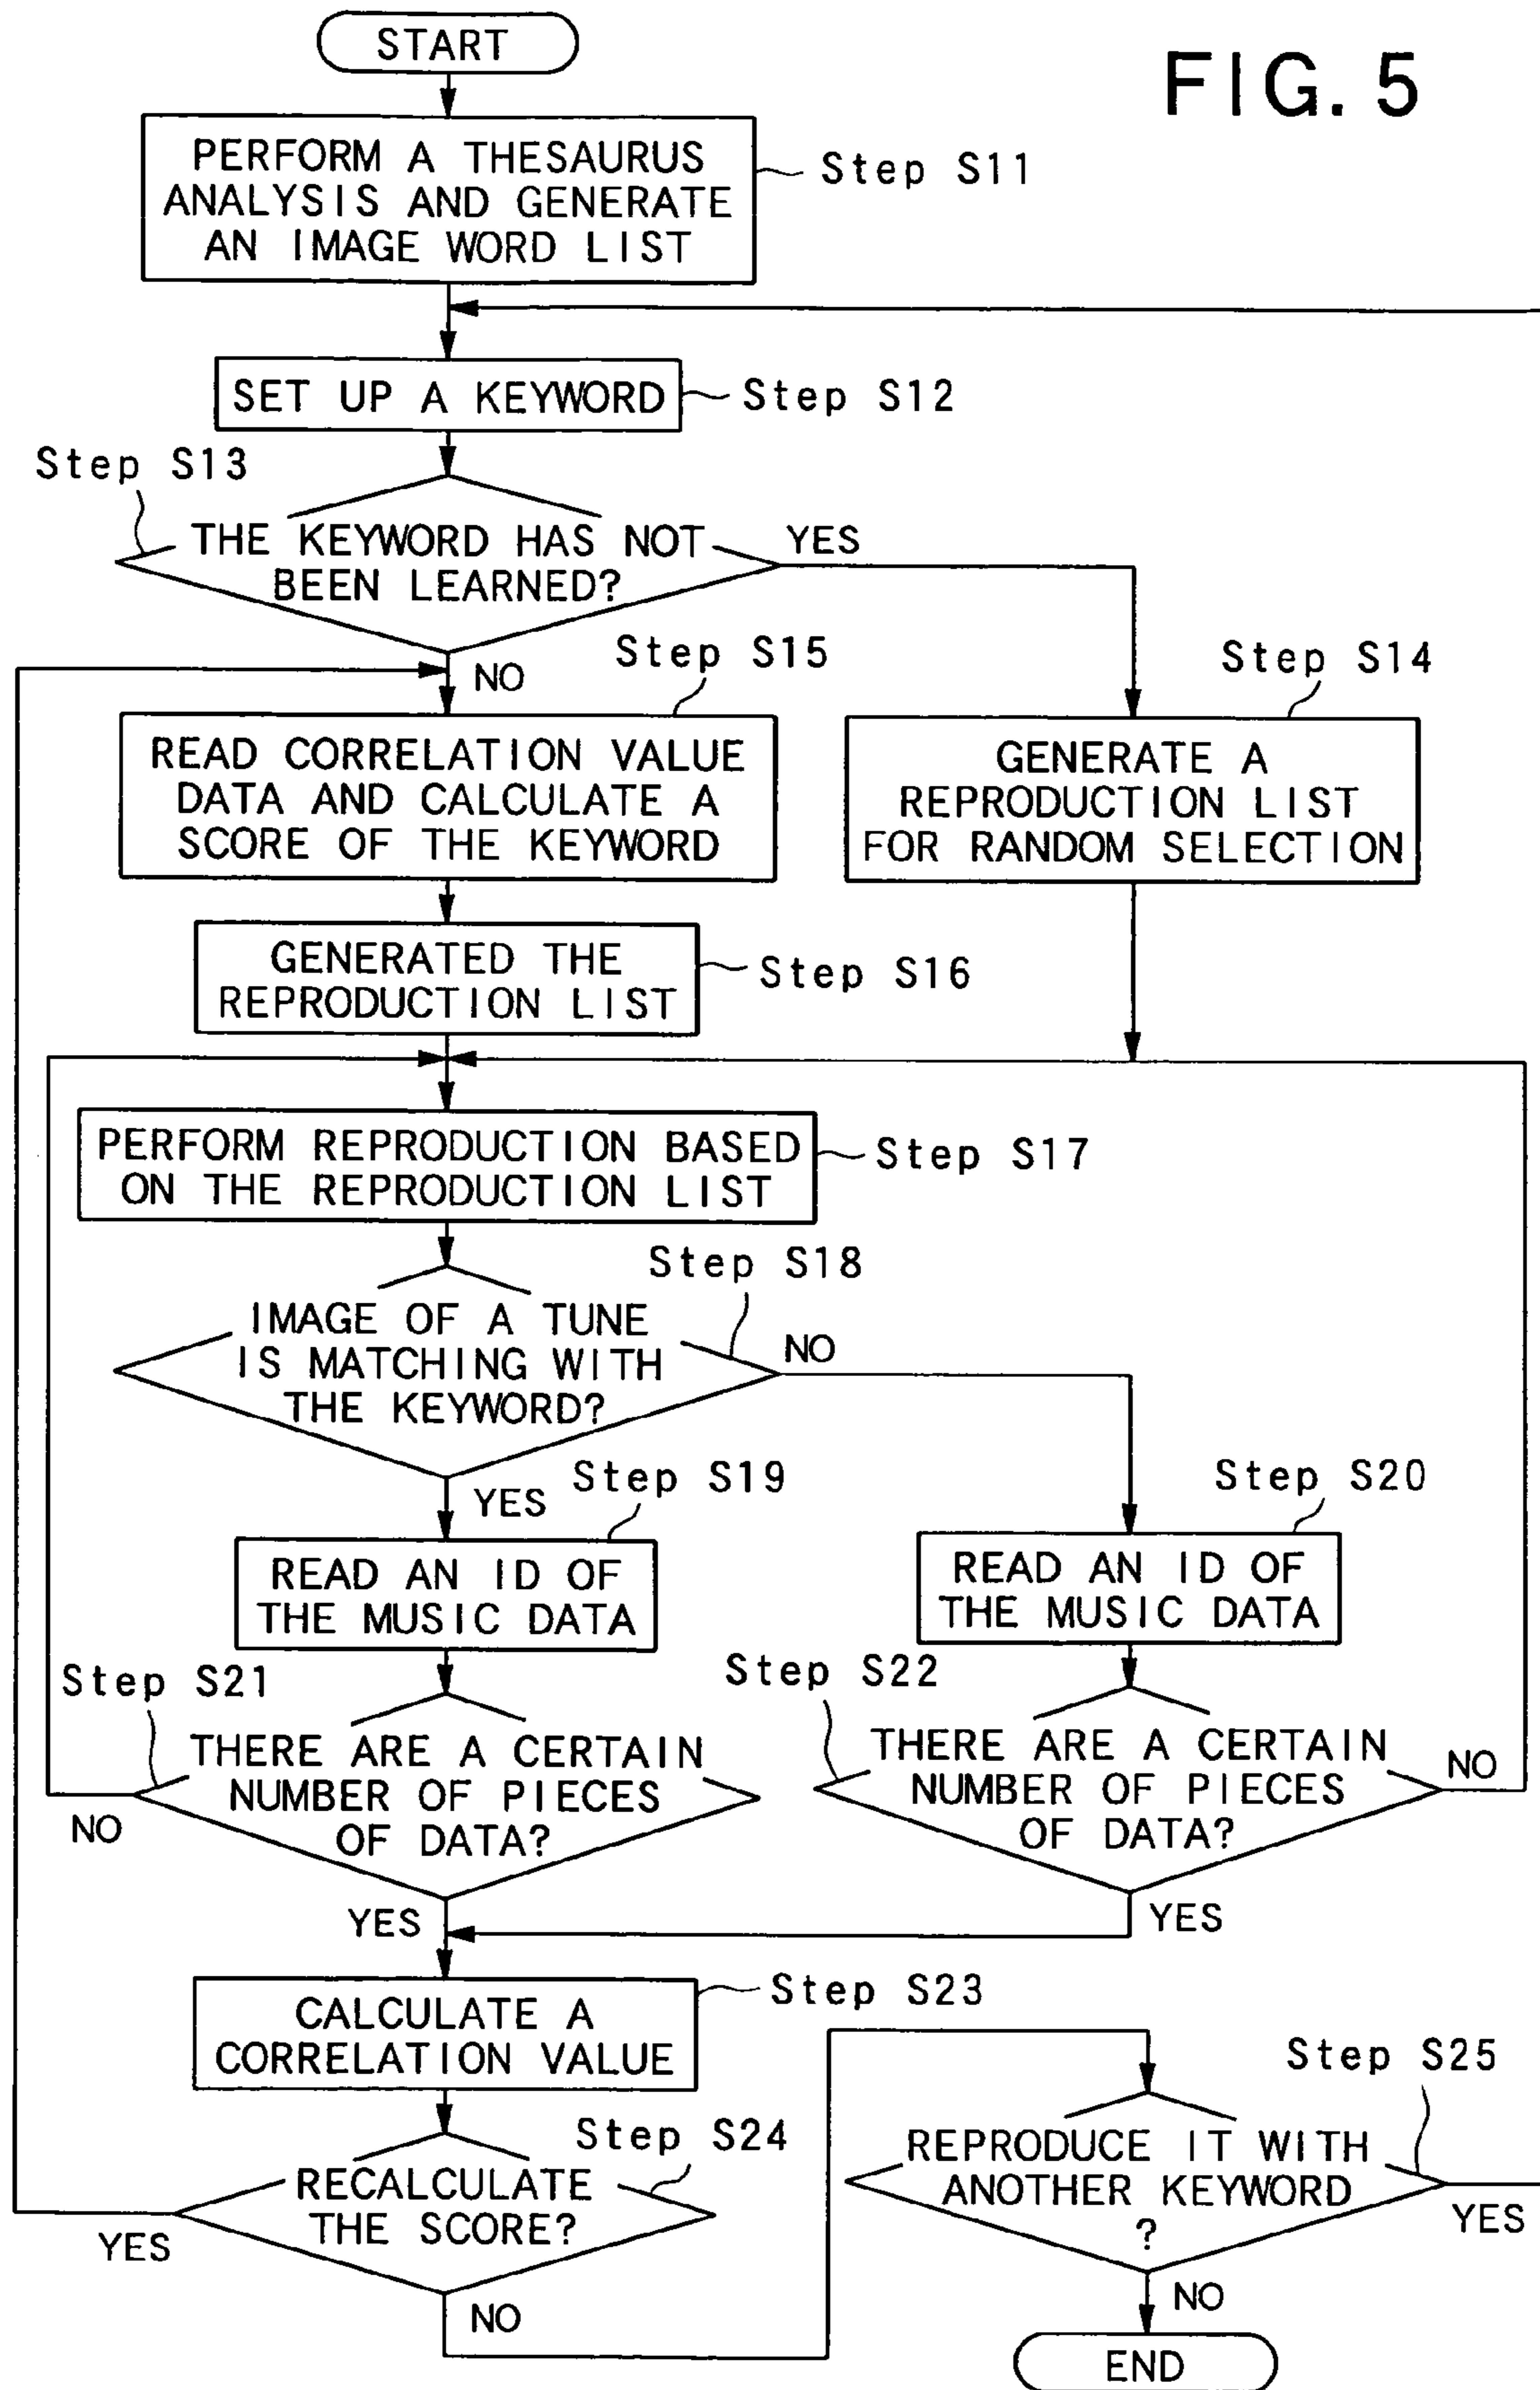 START
FIG. 5
PERFORM A THESAURUS
ANALYSIS AND GENERATE
AN IMAGE WORD LIST
Step S11
SET UP A KEYWORD
Step S12
Step S13
THE KEYWORD HAS NOT
BEEN LEARNED?
YES
NO
Step S15
READ CORRELATION VALUE
DATA AND CALCULATE A
SCORE OF THE KEYWORD
Step S14
GENERATE A
REPRODUCTION LIST
FOR RANDOM SELECTION
GENERATED THE
REPRODUCTION LIST
Step S16
PERFORM REPRODUCTION BASED
ON THE REPRODUCTION LIST
Step S17
Step S18
IMAGE OF A TUNE
IS MATCHING WITH
THE KEYWORD?
NO
YES
Step S19
READ AN ID OF
THE MUSIC DATA
Step S20
READ AN ID OF
THE MUSIC DATA
Step S21
THERE ARE A CERTAIN
NUMBER OF PIECES
OF DATA?
NO
YES
Step S22
THERE ARE A CERTAIN
NUMBER OF PIECES
OF DATA?
NO
YES
CALCULATE A
CORRELATION VALUE
Step S23
Step S24
RECALCULATE
THE SCORE?
YES
NO
Step S25
REPRODUCE IT WITH
ANOTHER KEYWORD
?
YES
NO
END